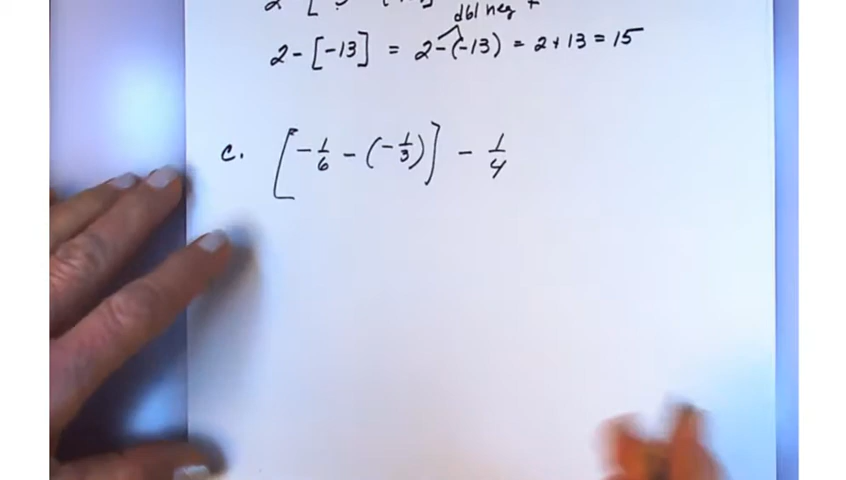 dbl neg +
2 - [-13] = 2 - (-13) = 2 + 13 = 15
c. [-1/6 - (-1/3)] - 1/4